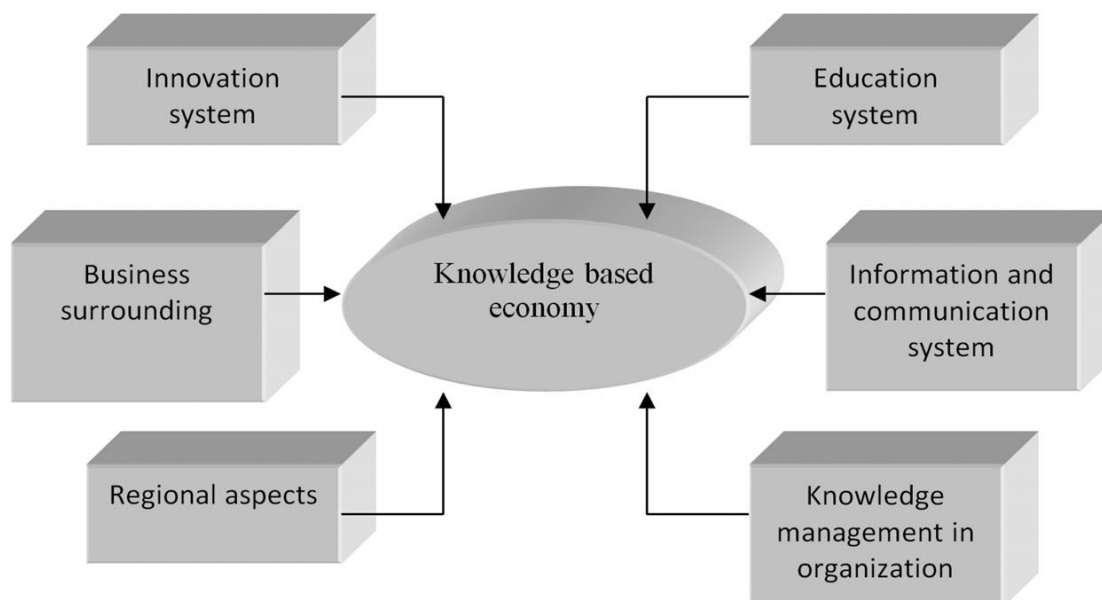 Innovation
system
Education
system
Business
surrounding
Knowledge based
economy
Information and
communication
system
Regional aspects
Knowledge
management in
organization